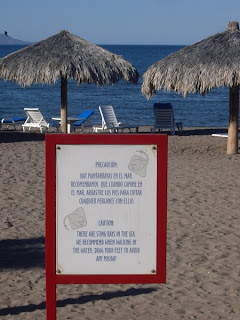 PRECAUCIÓN:
HAY MANTARRAYAS EN EL MAR
RECOMENDAMOS QUE CUANDO CAMINE EN
EL MAR, ARRASTRE LOS PIES PARA EVITAR
CUALQUIER PERCANCE CON ELLAS
CAUTION:
THERE ARE STING RAYS IN THE SEA.
WE RECOMMEND WHEN WALKING IN
THE WATER, DRAG YOUR FEET TO AVOID
ANY MISHAP